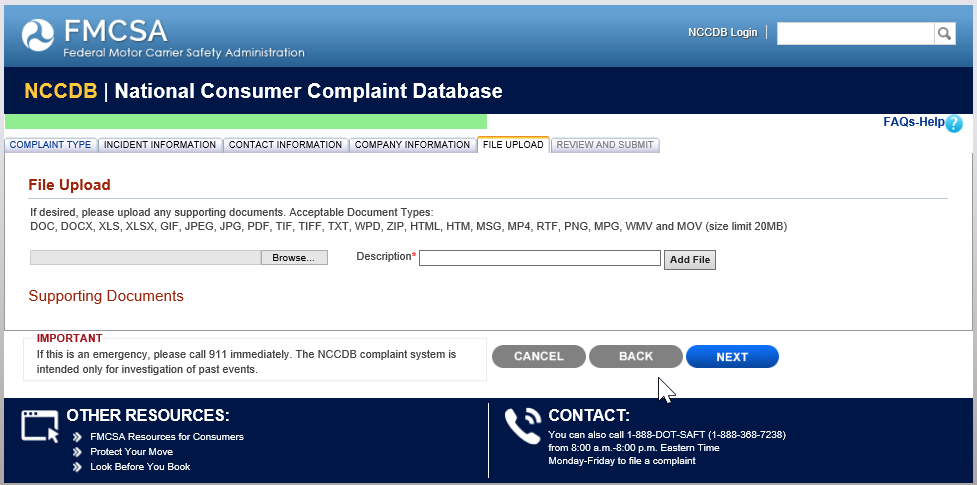 FMCSA
Federal Motor Carrier Safety Administration
NCCDB Login
NCCDB | National Consumer Complaint Database
FAQs-Help ?
COMPLAINT TYPE INCIDENT INFORMATION CONTACT INFORMATION COMPANY INFORMATION FILE UPLOAD REVIEW AND SUBMIT
File Upload
If desired, please upload any supporting documents. Acceptable Document Types:
DOC, DOCX, XLS, XLSX, GIF, JPEG, JPG, PDF, TIF, TIFF, TXT, WPD, ZIP, HTML, HTM, MSG, MP4, RTF, PNG, MPG, WMV and MOV (size limit 20MB)
Browse... Description* Add File
Supporting Documents
IMPORTANT
If this is an emergency, please call 911 immediately. The NCCDB complaint system is
intended only for investigation of past events.
CANCEL BACK NEXT
OTHER RESOURCES:
FMCSA Resources for Consumers
Protect Your Move
Look Before You Book
CONTACT:
You can also call 1-888-DOT-SAFT (1-888-368-7238)
from 8:00 a.m.-8:00 p.m. Eastern Time
Monday-Friday to file a complaint